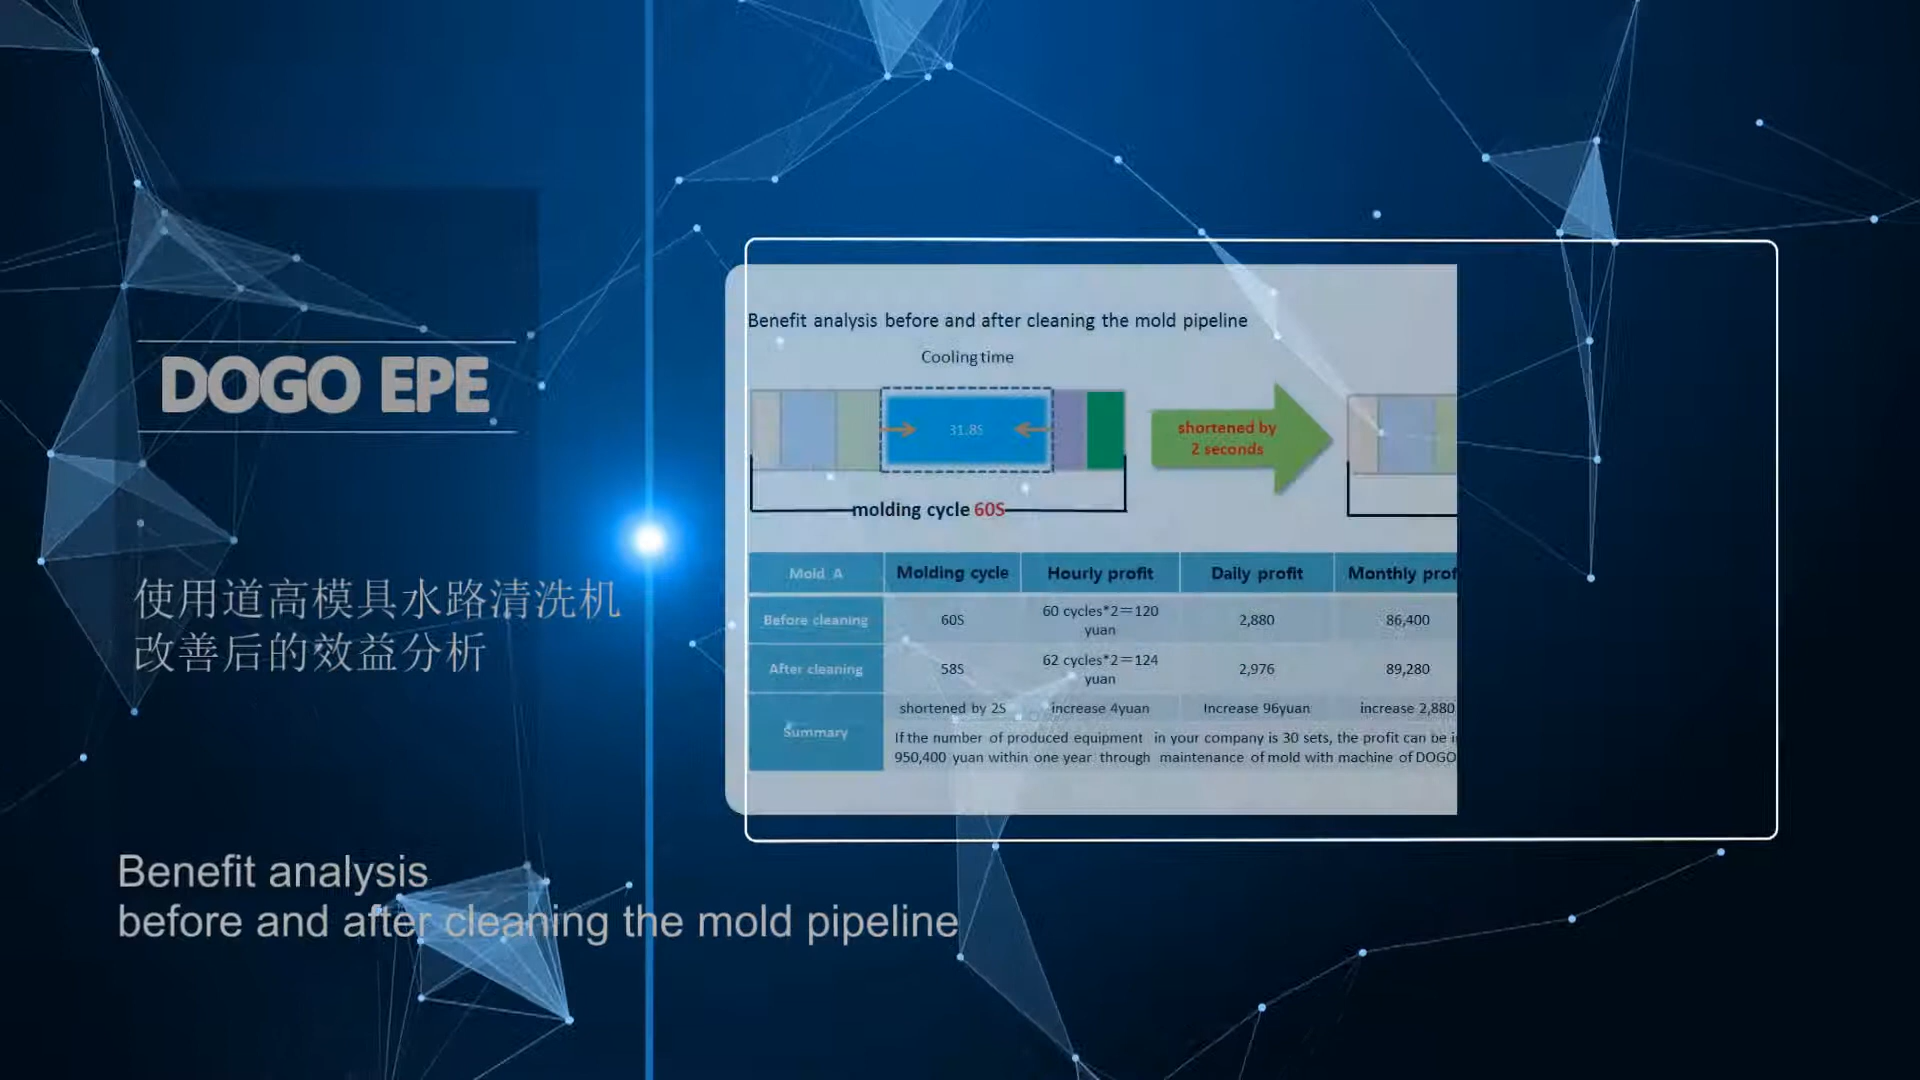 DOGO EPE
使用道高模具水路清洗机
改善后的效益分析
Benefit analysis
before and after cleaning the mold pipeline
Benefit analysis before and after cleaning the mold pipeline
Cooling time
31.8S
shortened by
2 seconds
molding cycle 60S
Mold A Molding cycle Hourly profit Daily profit Monthly prof
Before cleaning 60S 60 cycles*2=120 yuan 2,880 86,400
After cleaning 58S 62 cycles*2=124 yuan 2,976 89,280
Summary shortened by 2S increase 4yuan Increase 96yuan increase 2,880
If the number of produced equipment in your company is 30 sets, the profit can be
950,400 yuan within one year through maintenance of mold with machine of DOGO